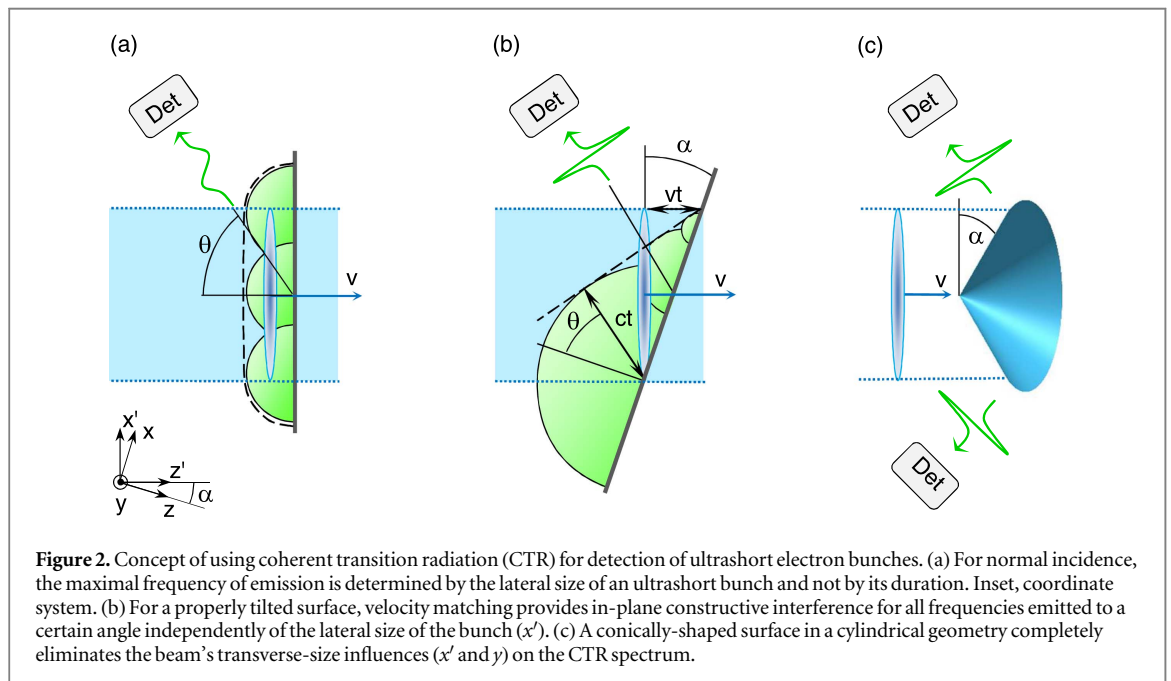 (a)
(b)
(c)
Det
Det
Det
α
vt
θ
v
α
v
v
θ
ct
x'
x
z'
α
y
z
Det
Figure 2. Concept of using coherent transition radiation (CTR) for detection of ultrashort electron bunches. (a) For normal incidence,
the maximal frequency of emission is determined by the lateral size of an ultrashort bunch and not by its duration. Inset, coordinate
system. (b) For a properly tilted surface, velocity matching provides in-plane constructive interference for all frequencies emitted to a
certain angle independently of the lateral size of the bunch (x′). (c) A conically-shaped surface in a cylindrical geometry completely
eliminates the beam's transverse-size influences (x′ and y) on the CTR spectrum.